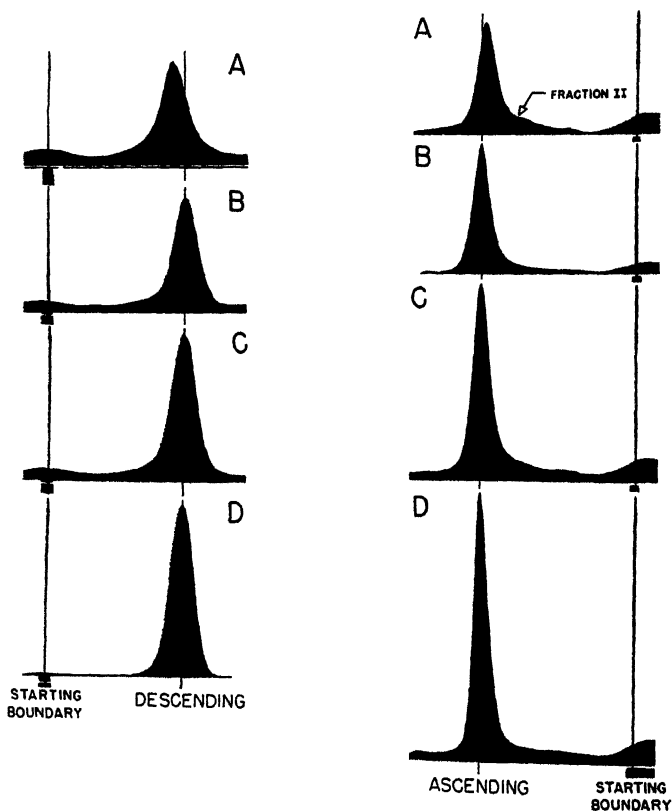 A
B
C
D
STARTING
BOUNDARY
DESCENDING
A
FRACTION II
B
C
D
ASCENDING
STARTING
BOUNDARY